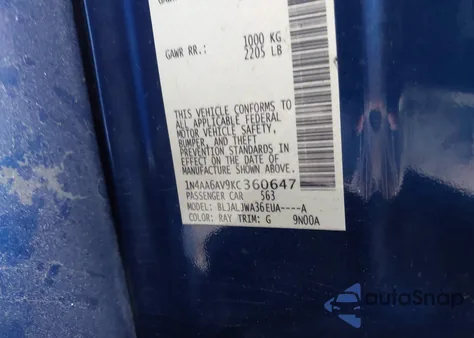 GAWR RR.: 1000 KG.
2205 LB
THIS VEHICLE CONFORMS TO
ALL APPLICABLE FEDERAL
MOTOR VEHICLE SAFETY,
BUMPER, AND THEFT
PREVENTION STANDARDS IN
EFFECT ON THE DATE OF
MANUFACTURE SHOWN ABOVE.
1N4AA6AV9KC360647
PASSENGER CAR 563
MODEL: BLJALJWA36EUA----A
COLOR: RAY TRIM: G 9N00A
autoSnap